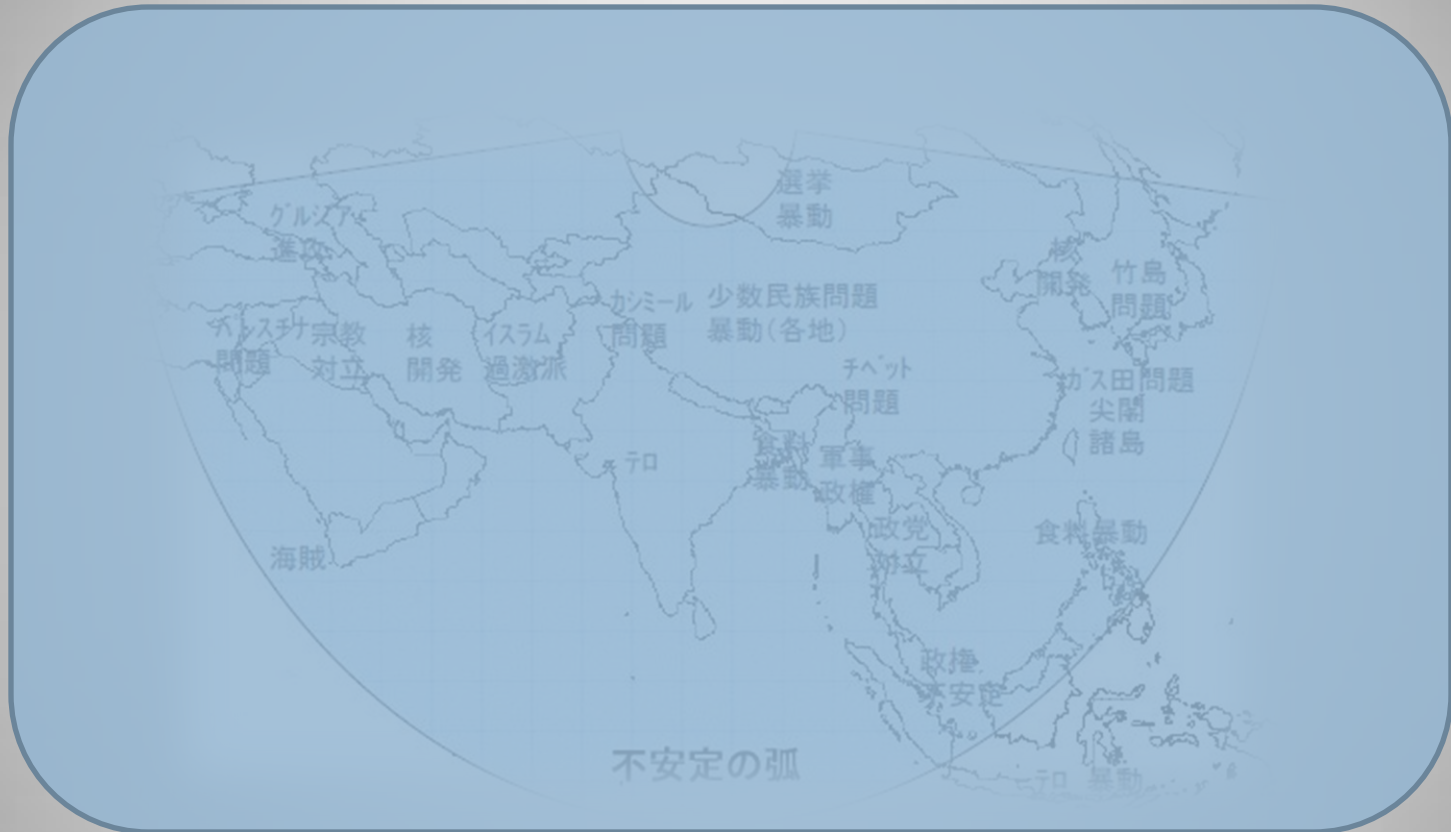 選挙
暴動
グルジア
進攻
核
開発
竹島
問題
カシミール
問題
少数民族問題
暴動(各地)
パレスチナ
問題
宗教
対立
核
開発
イスラム
過激派
チベット
問題
ガス田問題
尖閣
諸島
食料
暴動
軍事
政権
テロ
政党
対立
食料暴動
海賊
政権
不安定
不安定の弧
テロ 暴動